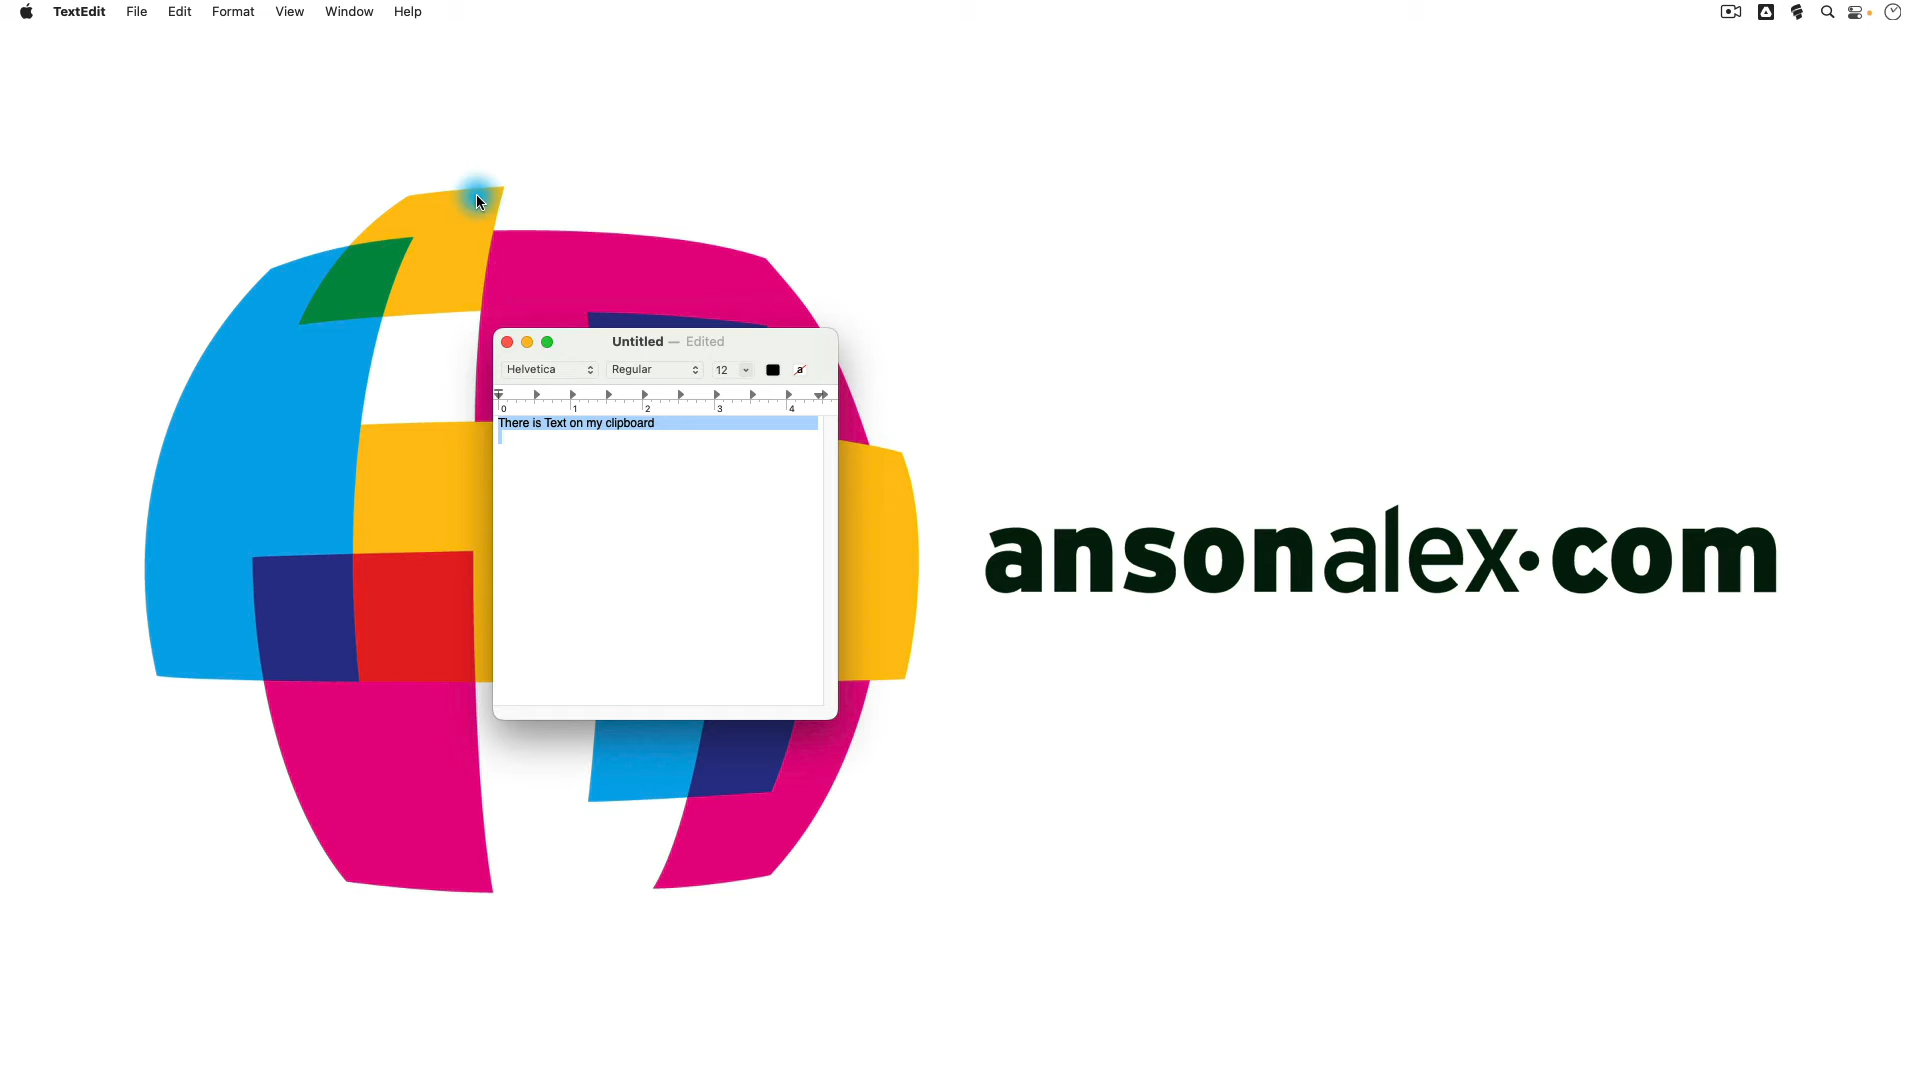 TextEdit File Edit Format View Window Help
Untitled — Edited
Helvetica Regular 12 a
0 1 2 3 4
There is Text on my clipboard
ansonalex.com